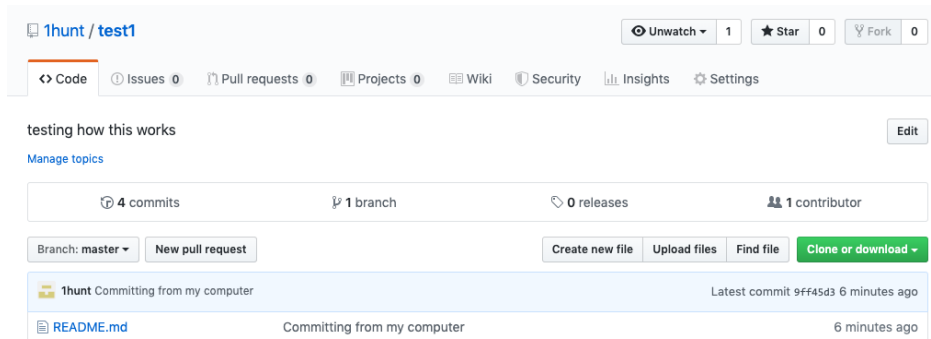 1hunt / test1 Unwatch 1 Star 0 Fork 0
Code Issues 0 Pull requests 0 Projects 0 Wiki Security Insights Settings
testing how this works Edit
Manage topics
4 commits 1 branch 0 releases 1 contributor
Branch: master New pull request Create new file Upload files Find file Clone or download
1hunt Committing from my computer Latest commit 9ff45d3 6 minutes ago
README.md Committing from my computer 6 minutes ago